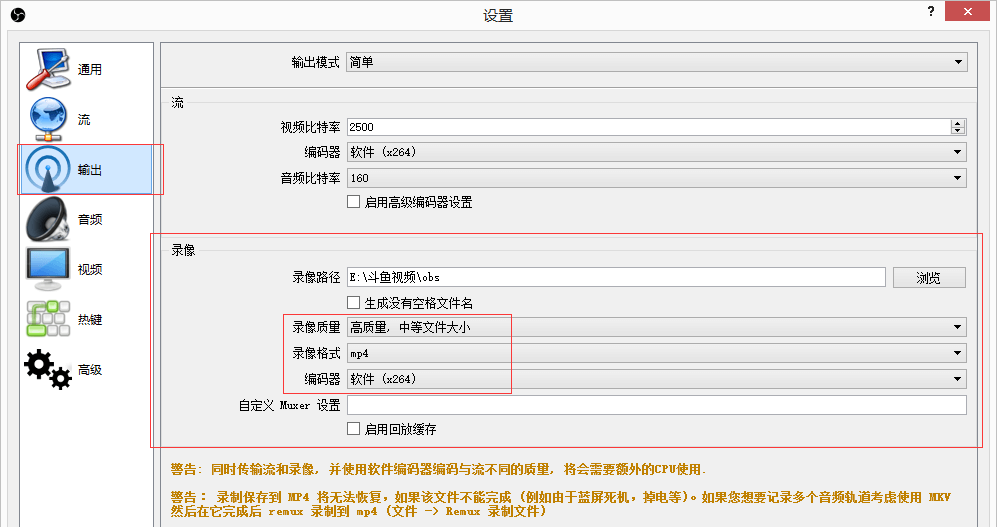 设置
?
通用
流
输出
音频
视频
热键
高级
输出模式 简单
流
视频比特率 2500
编码器 软件 (x264)
音频比特率 160
启用高级编码器设置
录像
录像路径 E:\斗鱼视频\obs 浏览
生成没有空格文件名
录像质量 高质量, 中等文件大小
录像格式 mp4
编码器 软件 (x264)
自定义 Muxer 设置
启用回放缓存
警告: 同时传输流和录像, 并使用软件编码器编码与流不同的质量, 将会需要额外的CPU使用.
警告： 录制保存到 MP4 将无法恢复，如果该文件不能完成 (例如由于蓝屏死机，掉电等)。如果您想要记录多个音频轨道考虑使用 MKV
然后在它完成后 remux 录制到 mp4 (文件 -> Remux 录制文件)